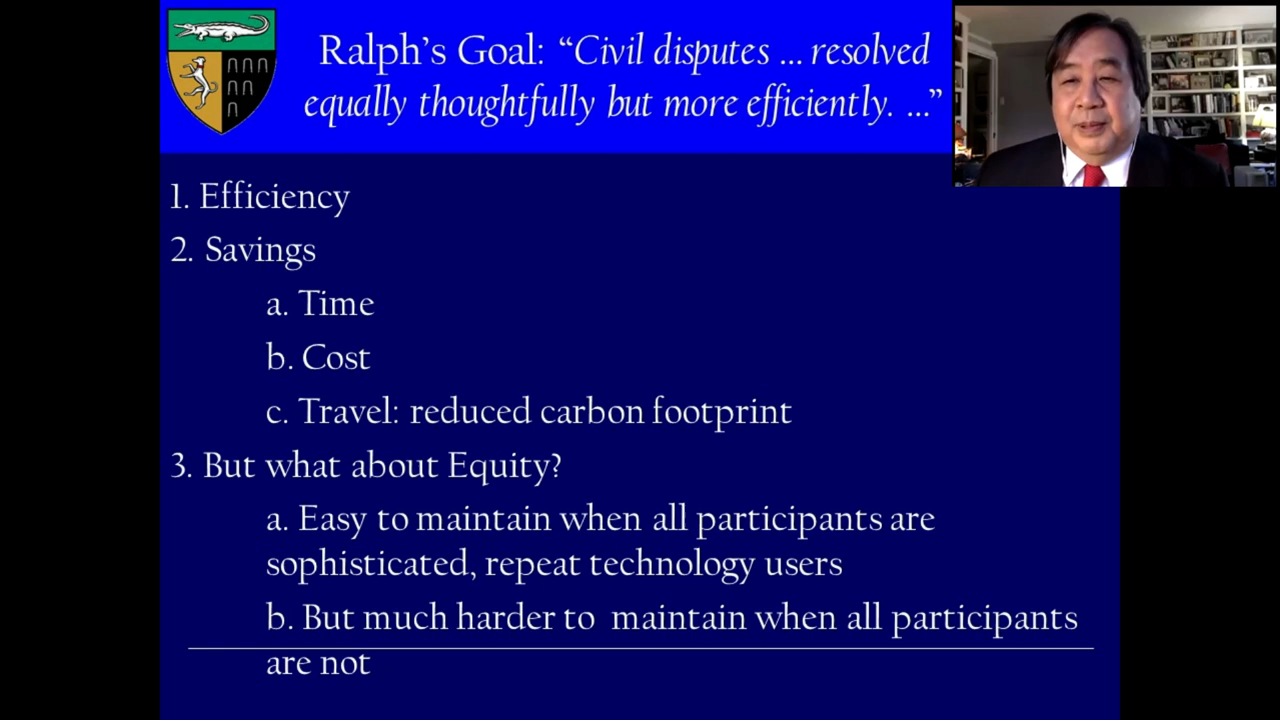 Ralph’s Goal: “Civil disputes ... resolved
equally thoughtfully but more efficiently. ...”
1. Efficiency
2. Savings
a. Time
b. Cost
c. Travel: reduced carbon footprint
3. But what about Equity?
a. Easy to maintain when all participants are
sophisticated, repeat technology users
b. But much harder to maintain when all participants
are not